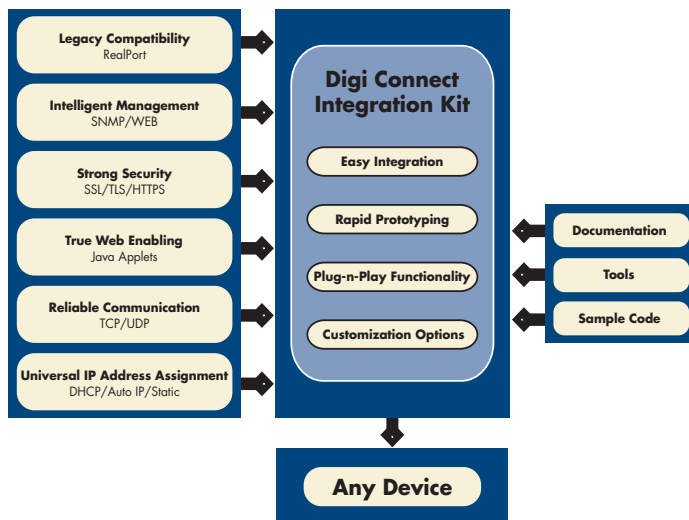 Legacy Compatibility
RealPort
Intelligent Management
SNMP/WEB
Strong Security
SSL/TLS/HTTPS
True Web Enabling
Java Applets
Reliable Communication
TCP/UDP
Universal IP Address Assignment
DHCP/Auto IP/Static
Digi Connect
Integration Kit
Easy Integration
Rapid Prototyping
Plug-n-Play Functionality
Customization Options
Documentation
Tools
Sample Code
Any Device